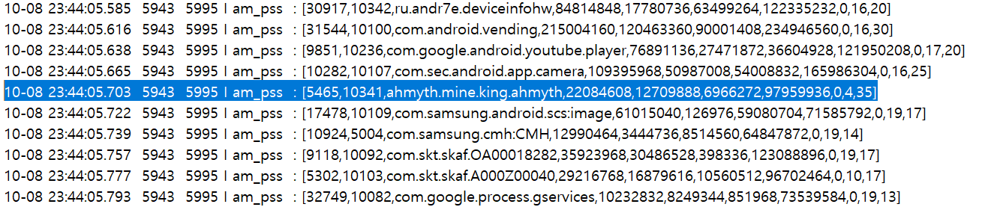 10-08 23:44:05.585 5943 5995 I am_pss : [30917,10342,ru.andr7e.deviceinfohw,84814848,17780736,63499264,122335232,0,16,20]
10-08 23:44:05.616 5943 5995 I am_pss : [31544,10100,com.android.vending,215004160,120463360,90001408,234946560,0,16,30]
10-08 23:44:05.638 5943 5995 I am_pss : [9851,10236,com.google.android.youtube.player,76891136,27471872,36604928,121950208,0,17,20]
10-08 23:44:05.665 5943 5995 I am_pss : [10282,10107,com.sec.android.app.camera,109395968,50987008,54008832,165986304,0,16,25]
10-08 23:44:05.703 5943 5995 I am_pss : [5465,10341,ahmyth.mine.king.ahmyth,22084608,12709888,6966272,97959936,0,4,35]
10-08 23:44:05.722 5943 5995 I am_pss : [17478,10109,com.samsung.android.scs:image,61015040,126976,59080704,71585792,0,19,17]
10-08 23:44:05.739 5943 5995 I am_pss : [10924,5004,com.samsung.cmh:CMH,12990464,3444736,8514560,64847872,0,19,14]
10-08 23:44:05.757 5943 5995 I am_pss : [9118,10092,com.skt.skaf.OA00018282,35923968,30486528,398336,123088896,0,19,17]
10-08 23:44:05.777 5943 5995 I am_pss : [5302,10103,com.skt.skaf.A000Z00040,29216768,16879616,10560512,96702464,0,10,17]
10-08 23:44:05.793 5943 5995 I am_pss : [32749,10082,com.google.process.gservices,10232832,8249344,851968,73539584,0,19,13]